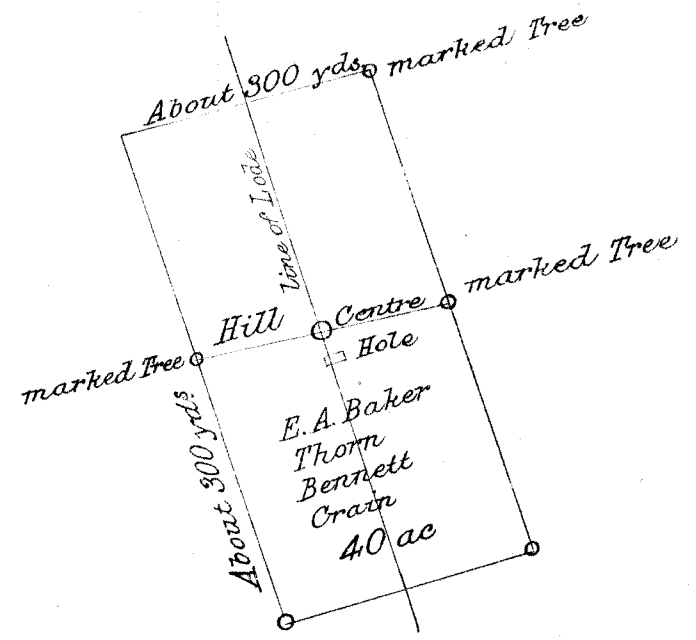 About 300 yds.
marked Tree
line of Lode
marked Tree
Hill
Centre
marked Tree
Hole
About 300 yds
E. A. Baker
Thorn
Bennett
Crain
40 ac